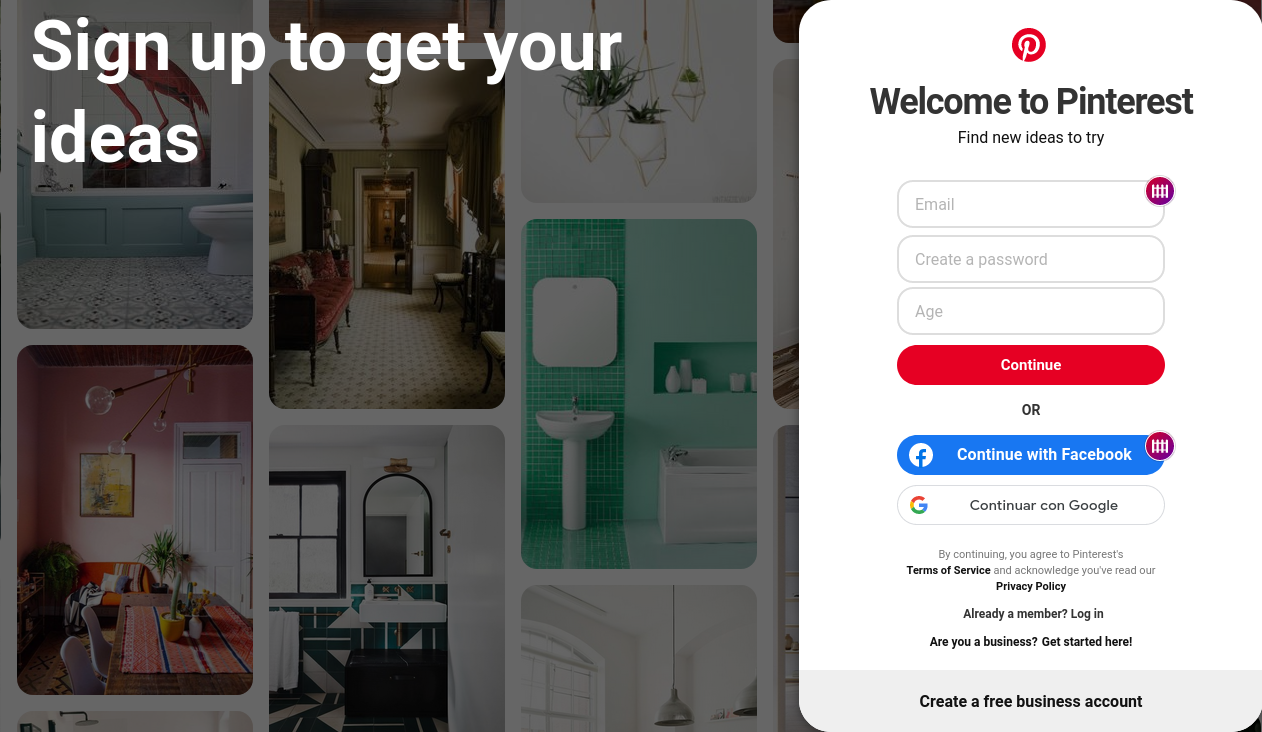 Sign up to get your
ideas
Welcome to Pinterest
Find new ideas to try
Email
Create a password
Age
Continue
OR
Continue with Facebook
Continuar con Google
By continuing, you agree to Pinterest's
Terms of Service and acknowledge you've read our
Privacy Policy
Already a member? Log in
Are you a business? Get started here!
Create a free business account